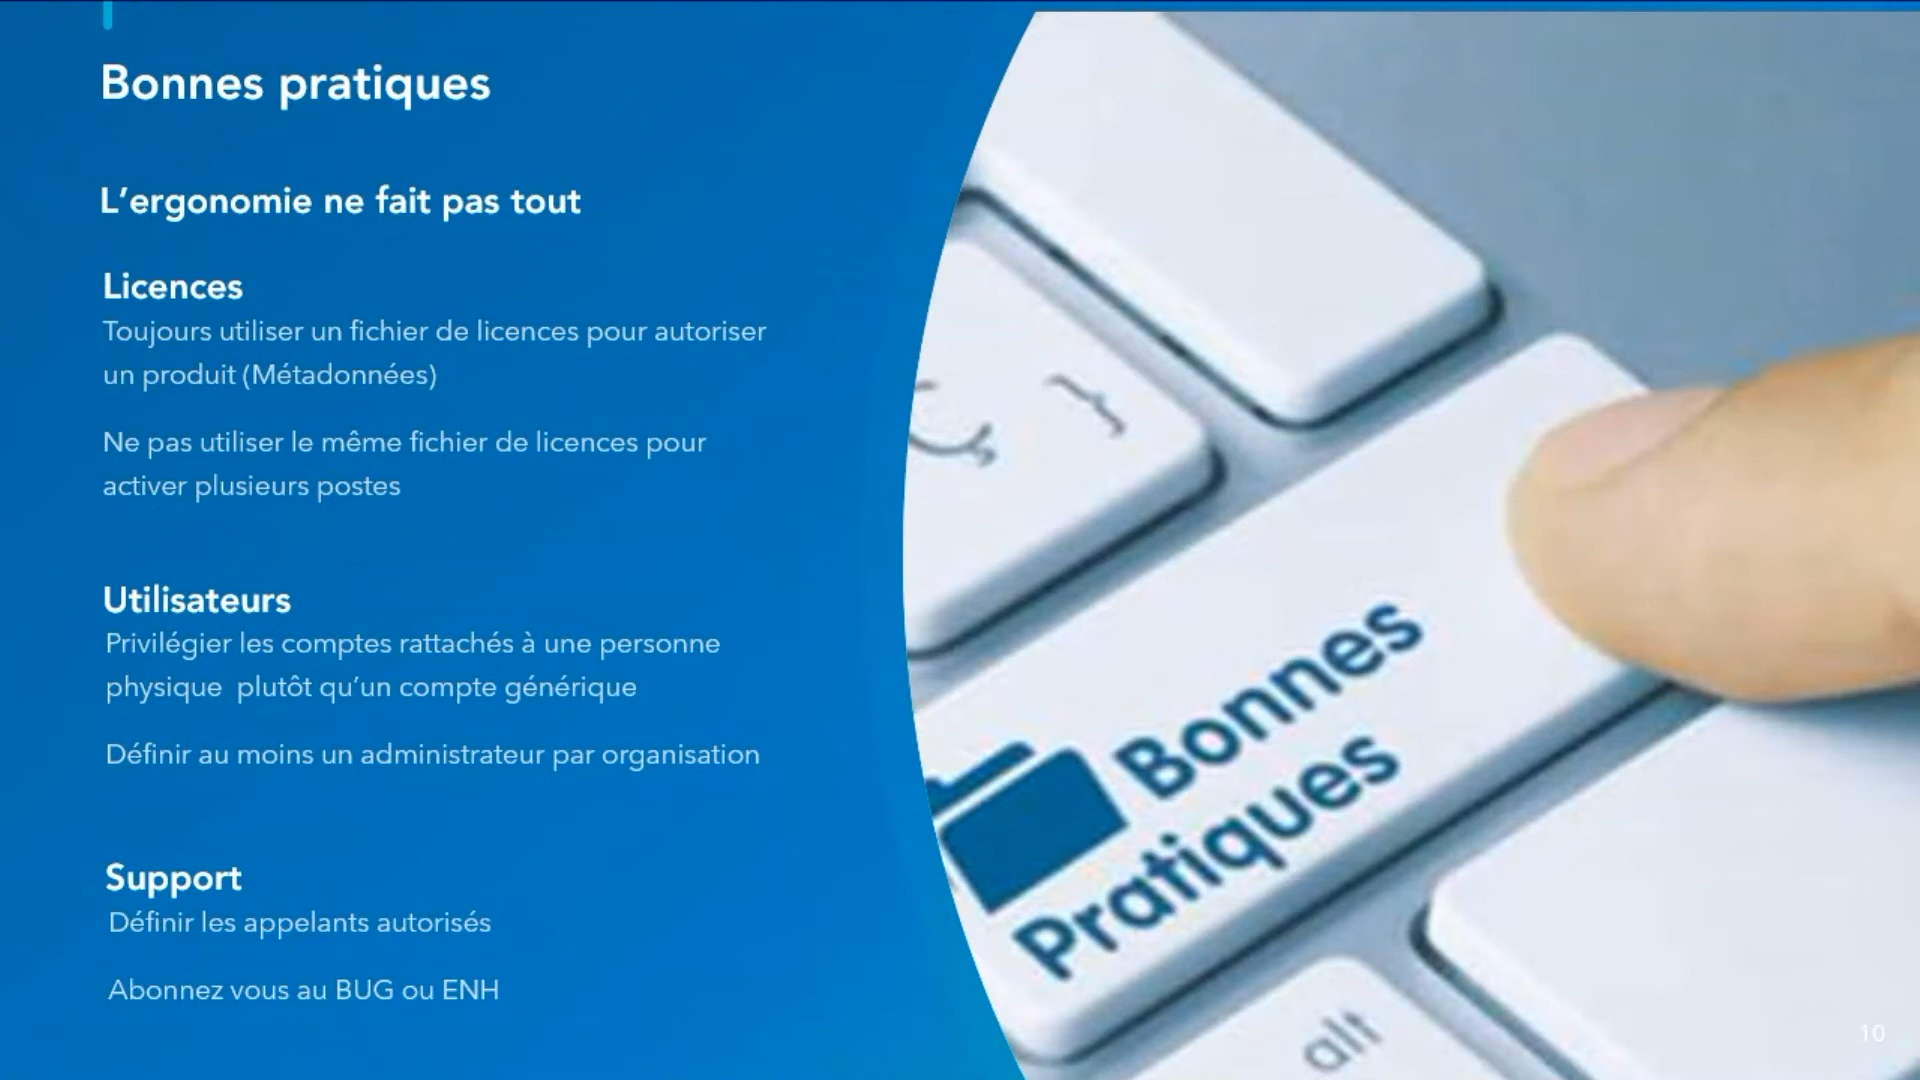 Bonnes pratiques
L’ergonomie ne fait pas tout
Licences
Toujours utiliser un fichier de licences pour autoriser
un produit (Métadonnées)
Ne pas utiliser le même fichier de licences pour
activer plusieurs postes
Utilisateurs
Privilégier les comptes rattachés à une personne
physique  plutôt qu’un compte générique
Définir au moins un administrateur par organisation
Support
Définir les appelants autorisés
Abonnez vous au BUG ou ENH
Ç }
Bonnes
Pratiques
alt
10